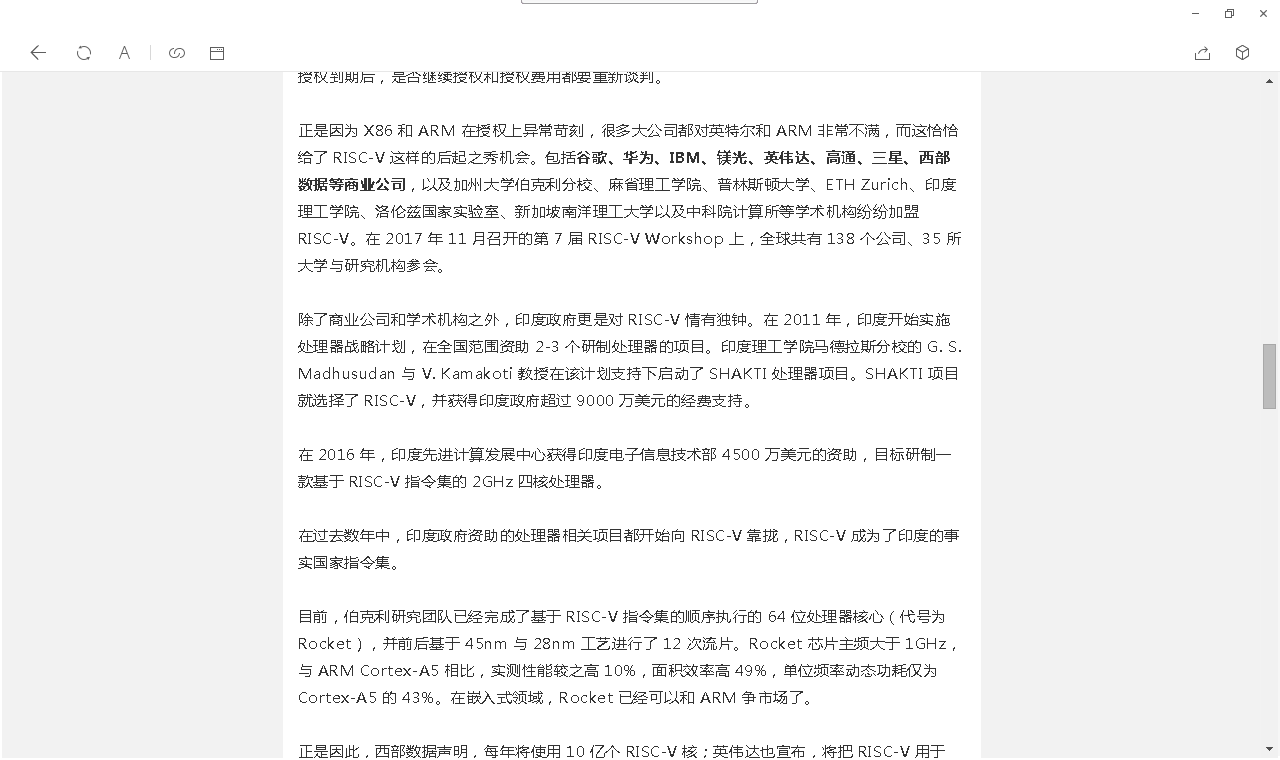 授权到期后，是否继续授权和授权费用都要重新谈判。
正是因为 X86 和 ARM 在授权上异常苛刻，很多大公司都对英特尔和 ARM 非常不满，而这恰恰
给了 RISC-V 这样的后起之秀机会。包括谷歌、华为、IBM、镁光、英伟达、高通、三星、西部
数据等商业公司，以及加州大学伯克利分校、麻省理工学院、普林斯顿大学、ETH Zurich、印度
理工学院、洛伦兹国家实验室、新加坡南洋理工大学以及中科院计算所等学术机构纷纷加盟
RISC-V。在 2017 年 11 月召开的第 7 届 RISC-V Workshop 上，全球共有 138 个公司、35 所
大学与研究机构参会。
除了商业公司和学术机构之外，印度政府更是对 RISC-V 情有独钟。在 2011 年，印度开始实施
处理器战略计划，在全国范围资助 2-3 个研制处理器的项目。印度理工学院马德拉斯分校的 G. S.
Madhusudan 与 V. Kamakoti 教授在该计划支持下启动了 SHAKTI 处理器项目。SHAKTI 项目
就选择了 RISC-V，并获得印度政府超过 9000 万美元的经费支持。
在 2016 年，印度先进计算发展中心获得印度电子信息技术部 4500 万美元的资助，目标研制一
款基于 RISC-V 指令集的 2GHz 四核处理器。
在过去数年中，印度政府资助的处理器相关项目都开始向 RISC-V 靠拢，RISC-V 成为了印度的事
实国家指令集。
目前，伯克利研究团队已经完成了基于 RISC-V 指令集的顺序执行的 64 位处理器核心（代号为
Rocket），并前后基于 45nm 与 28nm 工艺进行了 12 次流片。Rocket 芯片主频大于 1GHz，
与 ARM Cortex-A5 相比，实测性能较之高 10%，面积效率高 49%，单位频率动态功耗仅为
Cortex-A5 的 43%。在嵌入式领域，Rocket 已经可以和 ARM 争市场了。
正是因此，西部数据声明，每年将使用 10 亿个 RISC-V 核；英伟达也宣布，将把 RISC-V 用于